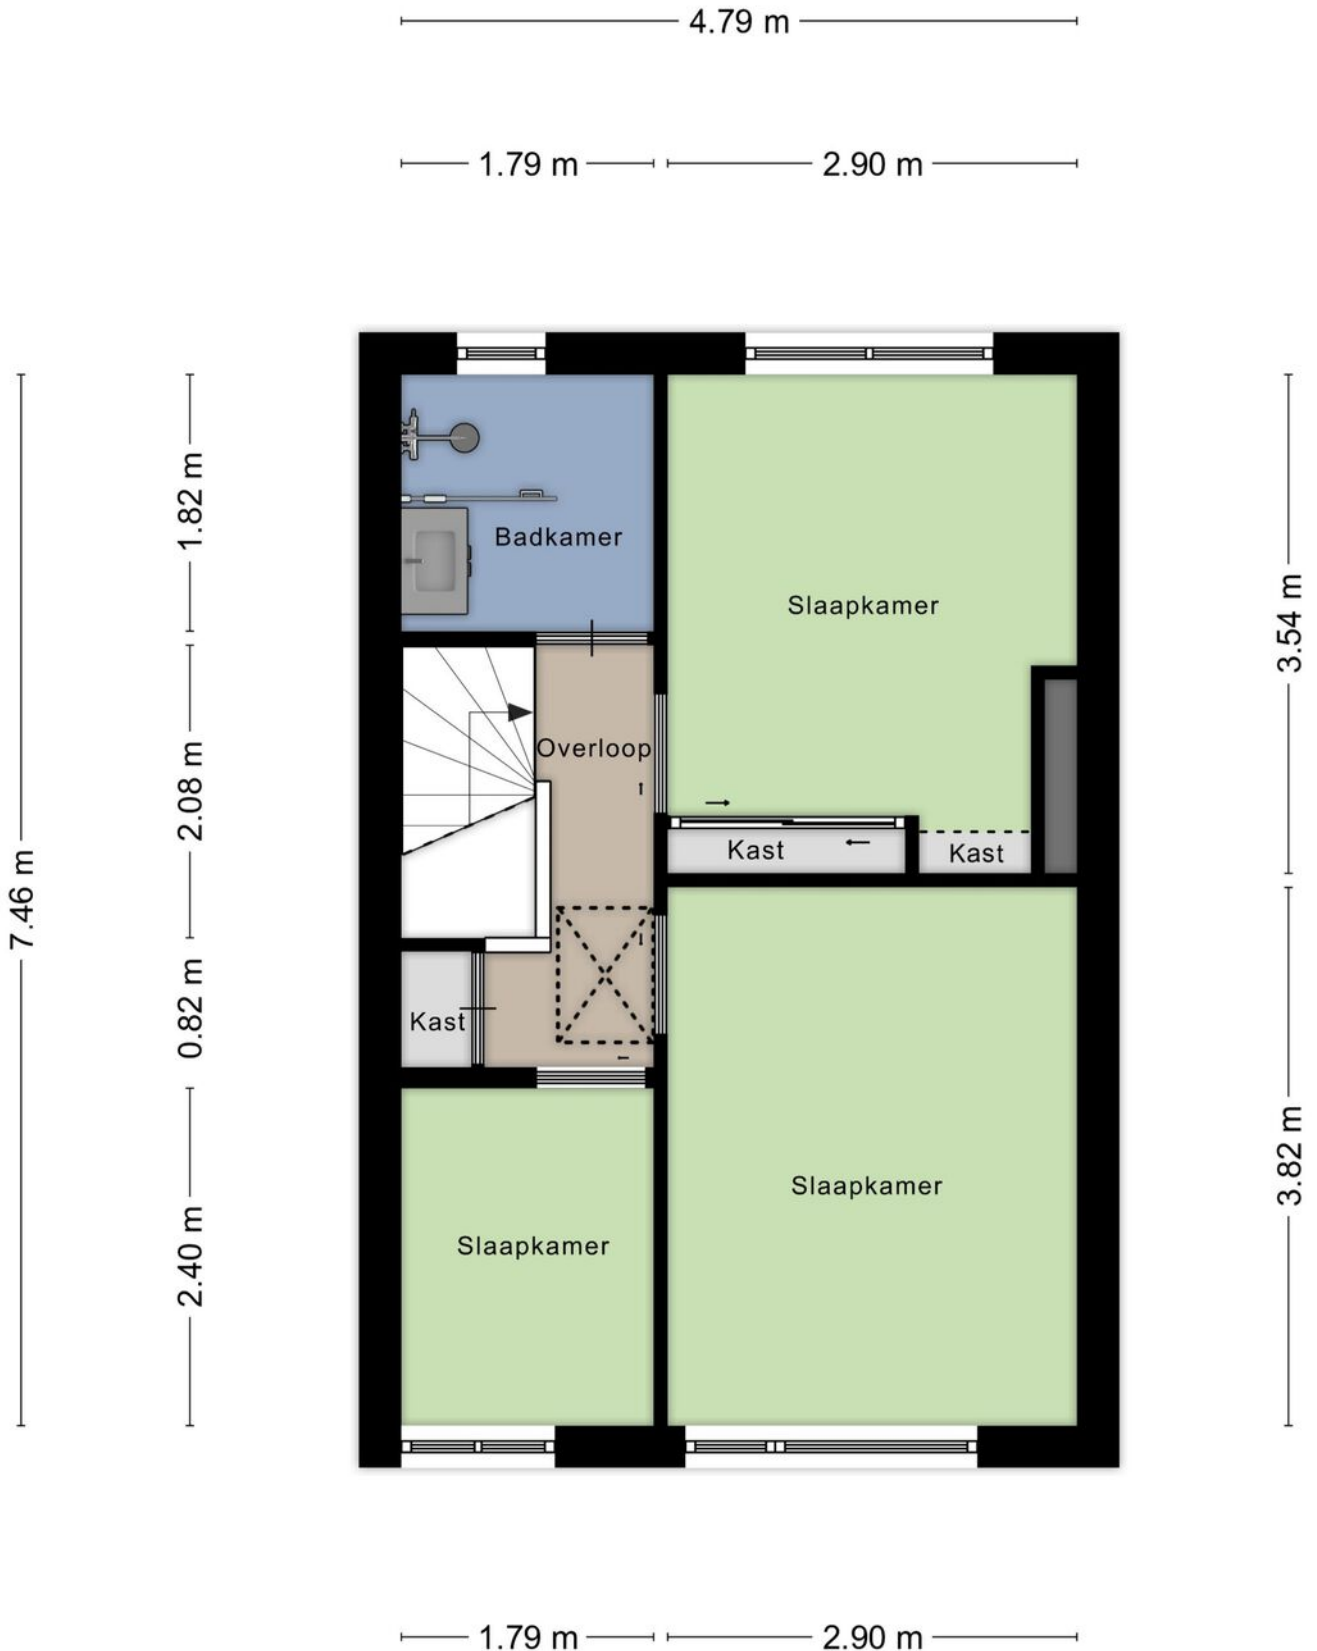 4.79 m
1.79 m
2.90 m
Badkamer
Slaapkamer
1.82 m
3.54 m
Overloop
2.08 m
7.46 m
Kast
Kast
Kast
0.82 m
Slaapkamer
Slaapkamer
2.40 m
3.82 m
1.79 m
2.90 m